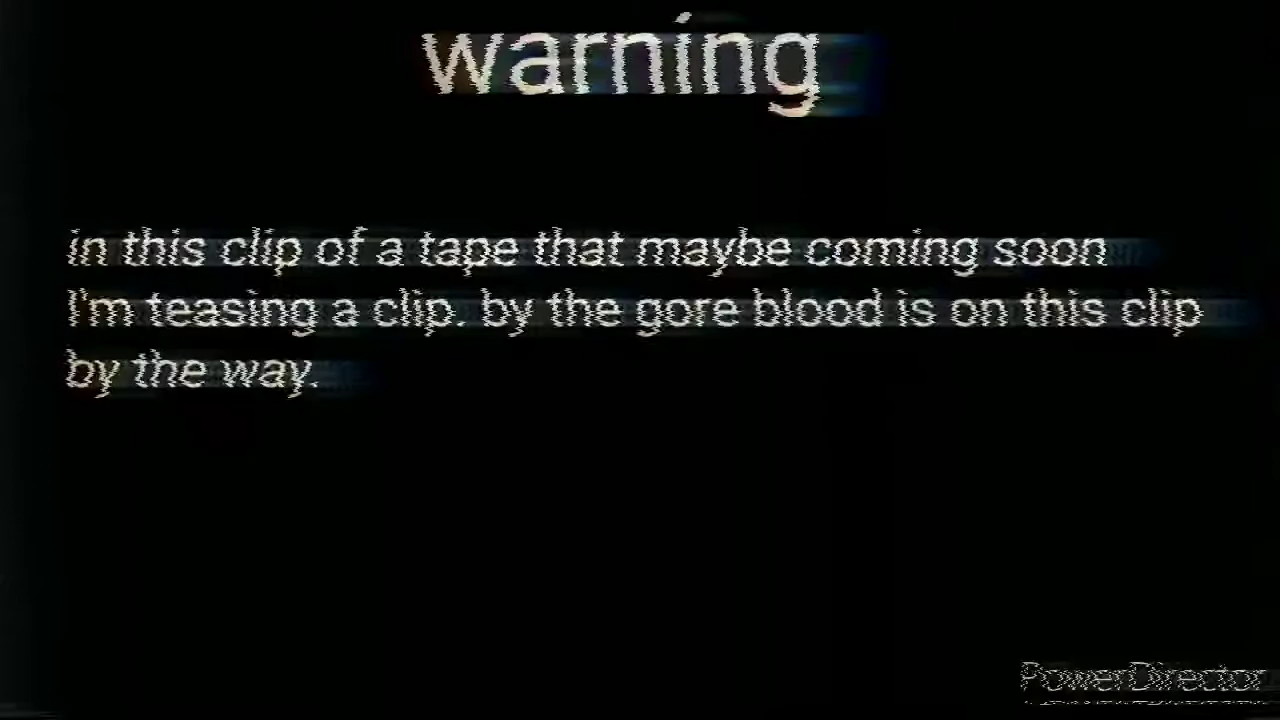 warning
in this clip of a tape that maybe coming soon
I'm teasing a clip. by the gore blood is on this clip
by the way.
PowerDirector